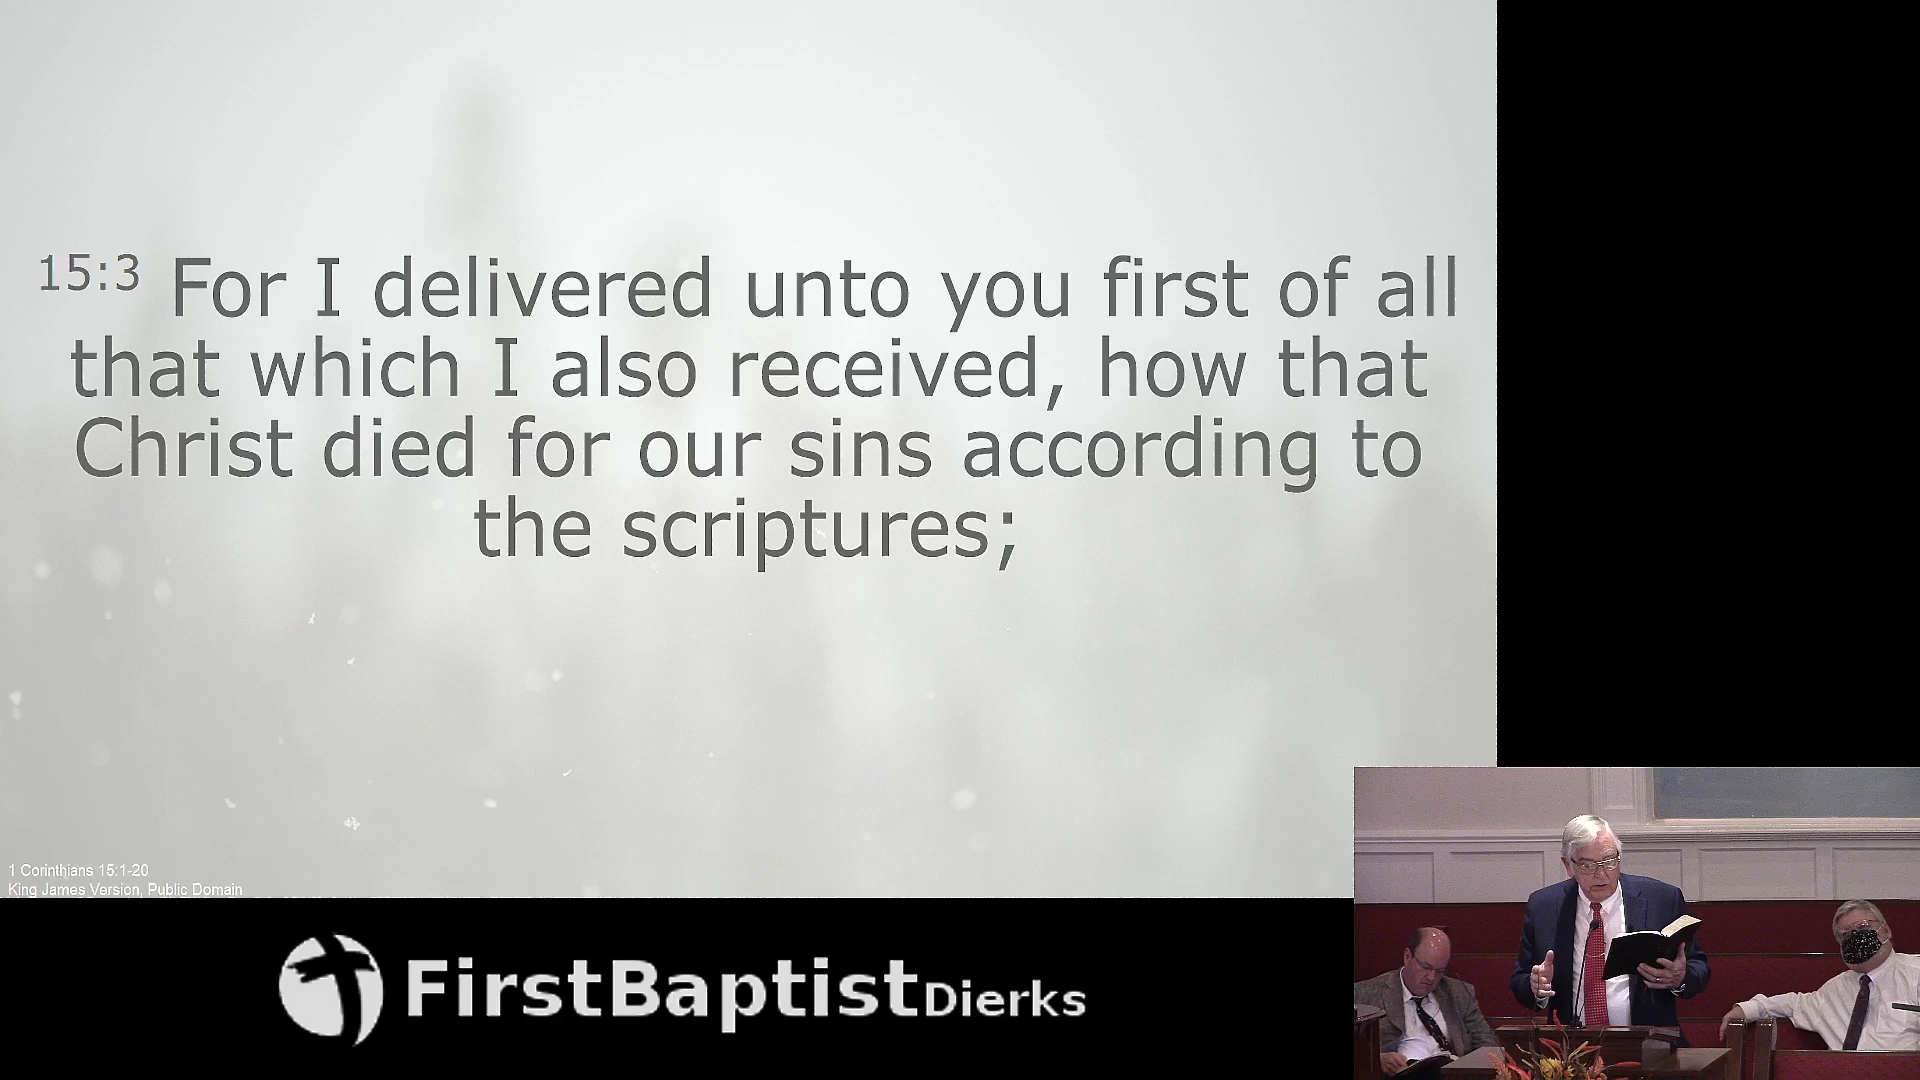 15:3 For I delivered unto you first of all
that which I also received, how that
Christ died for our sins according to
the scriptures;
1 Corinthians 15:1-20
King James Version, Public Domain
FirstBaptistDierks